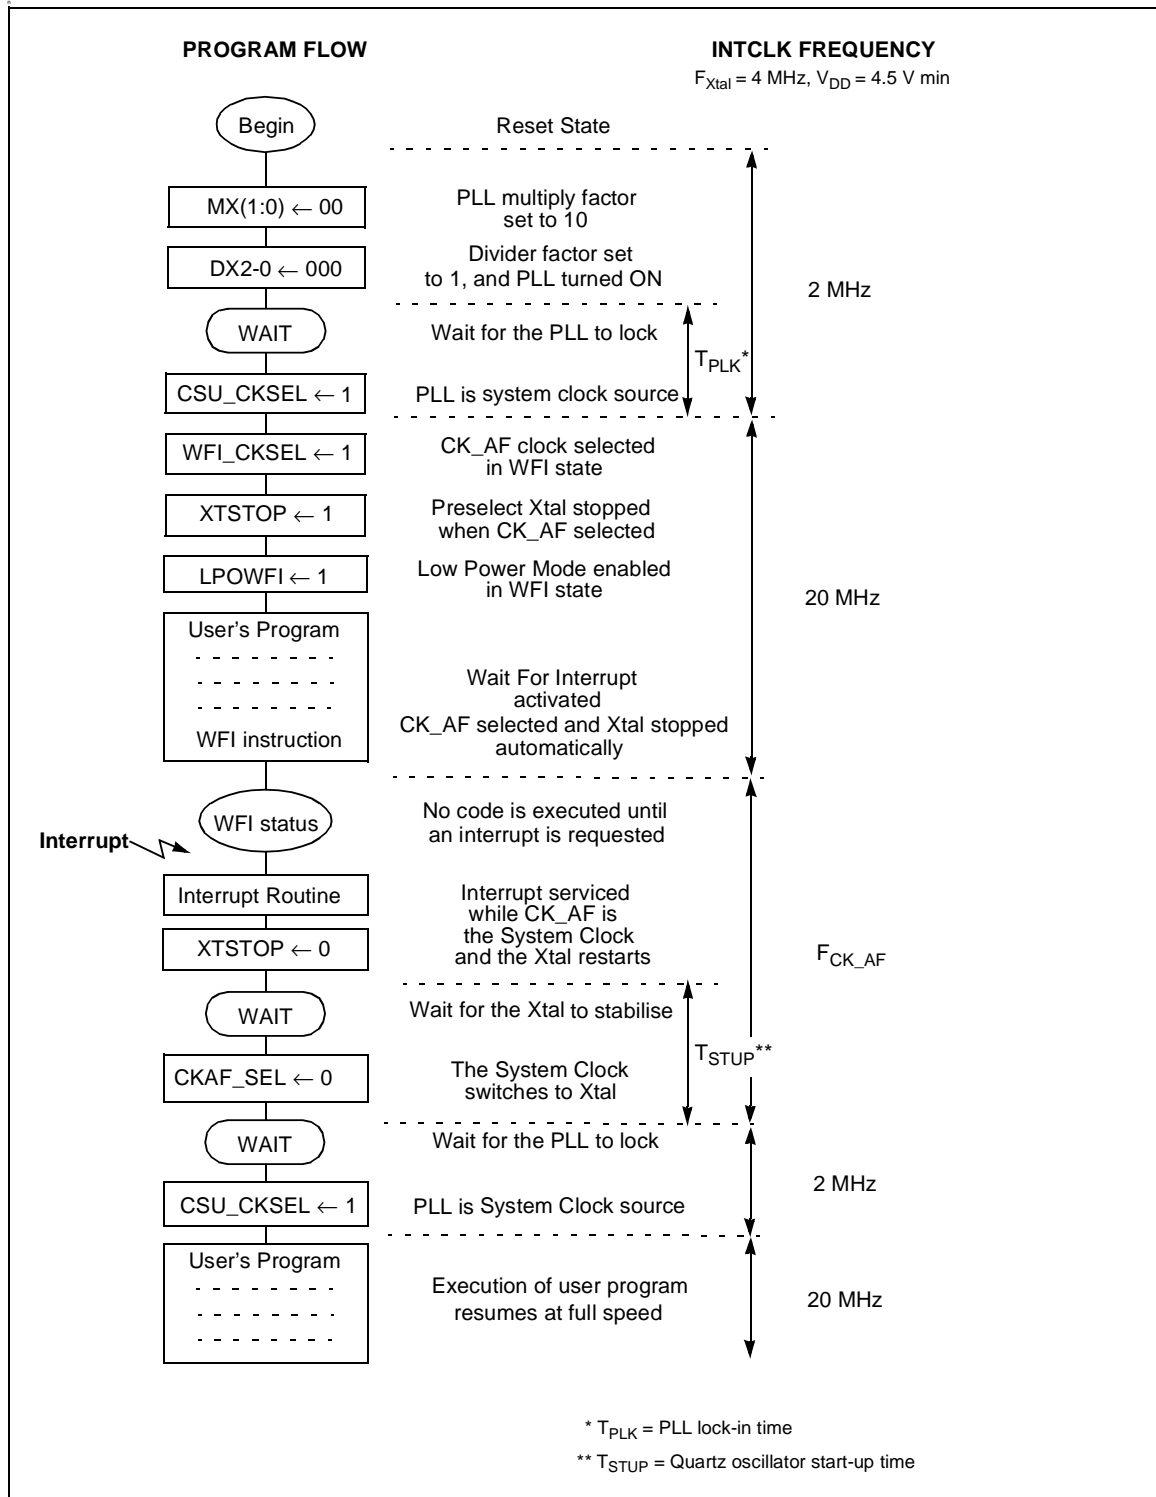 PROGRAM FLOW
INTCLK FREQUENCY
F_Xtal = 4 MHz, V_DD = 4.5 V min
Begin
Reset State
MX(1:0) ← 00
PLL multiply factor
set to 10
DX2-0 ← 000
Divider factor set
to 1, and PLL turned ON
2 MHz
WAIT
Wait for the PLL to lock
T_PLK*
CSU_CKSEL ← 1
PLL is system clock source
WFI_CKSEL ← 1
CK_AF clock selected
in WFI state
XTSTOP ← 1
Preselect Xtal stopped
when CK_AF selected
LPOWFI ← 1
Low Power Mode enabled
in WFI state
20 MHz
User's Program
Wait For Interrupt
activated
CK_AF selected and Xtal stopped
automatically
WFI instruction
WFI status
No code is executed until
an interrupt is requested
Interrupt
Interrupt Routine
Interrupt serviced
while CK_AF is
the System Clock
and the Xtal restarts
XTSTOP ← 0
F_CK_AF
WAIT
Wait for the Xtal to stabilise
T_STUP**
CKAF_SEL ← 0
The System Clock
switches to Xtal
WAIT
Wait for the PLL to lock
2 MHz
CSU_CKSEL ← 1
PLL is System Clock source
User's Program
Execution of user program
resumes at full speed
20 MHz
* T_PLK = PLL lock-in time
** T_STUP = Quartz oscillator start-up time